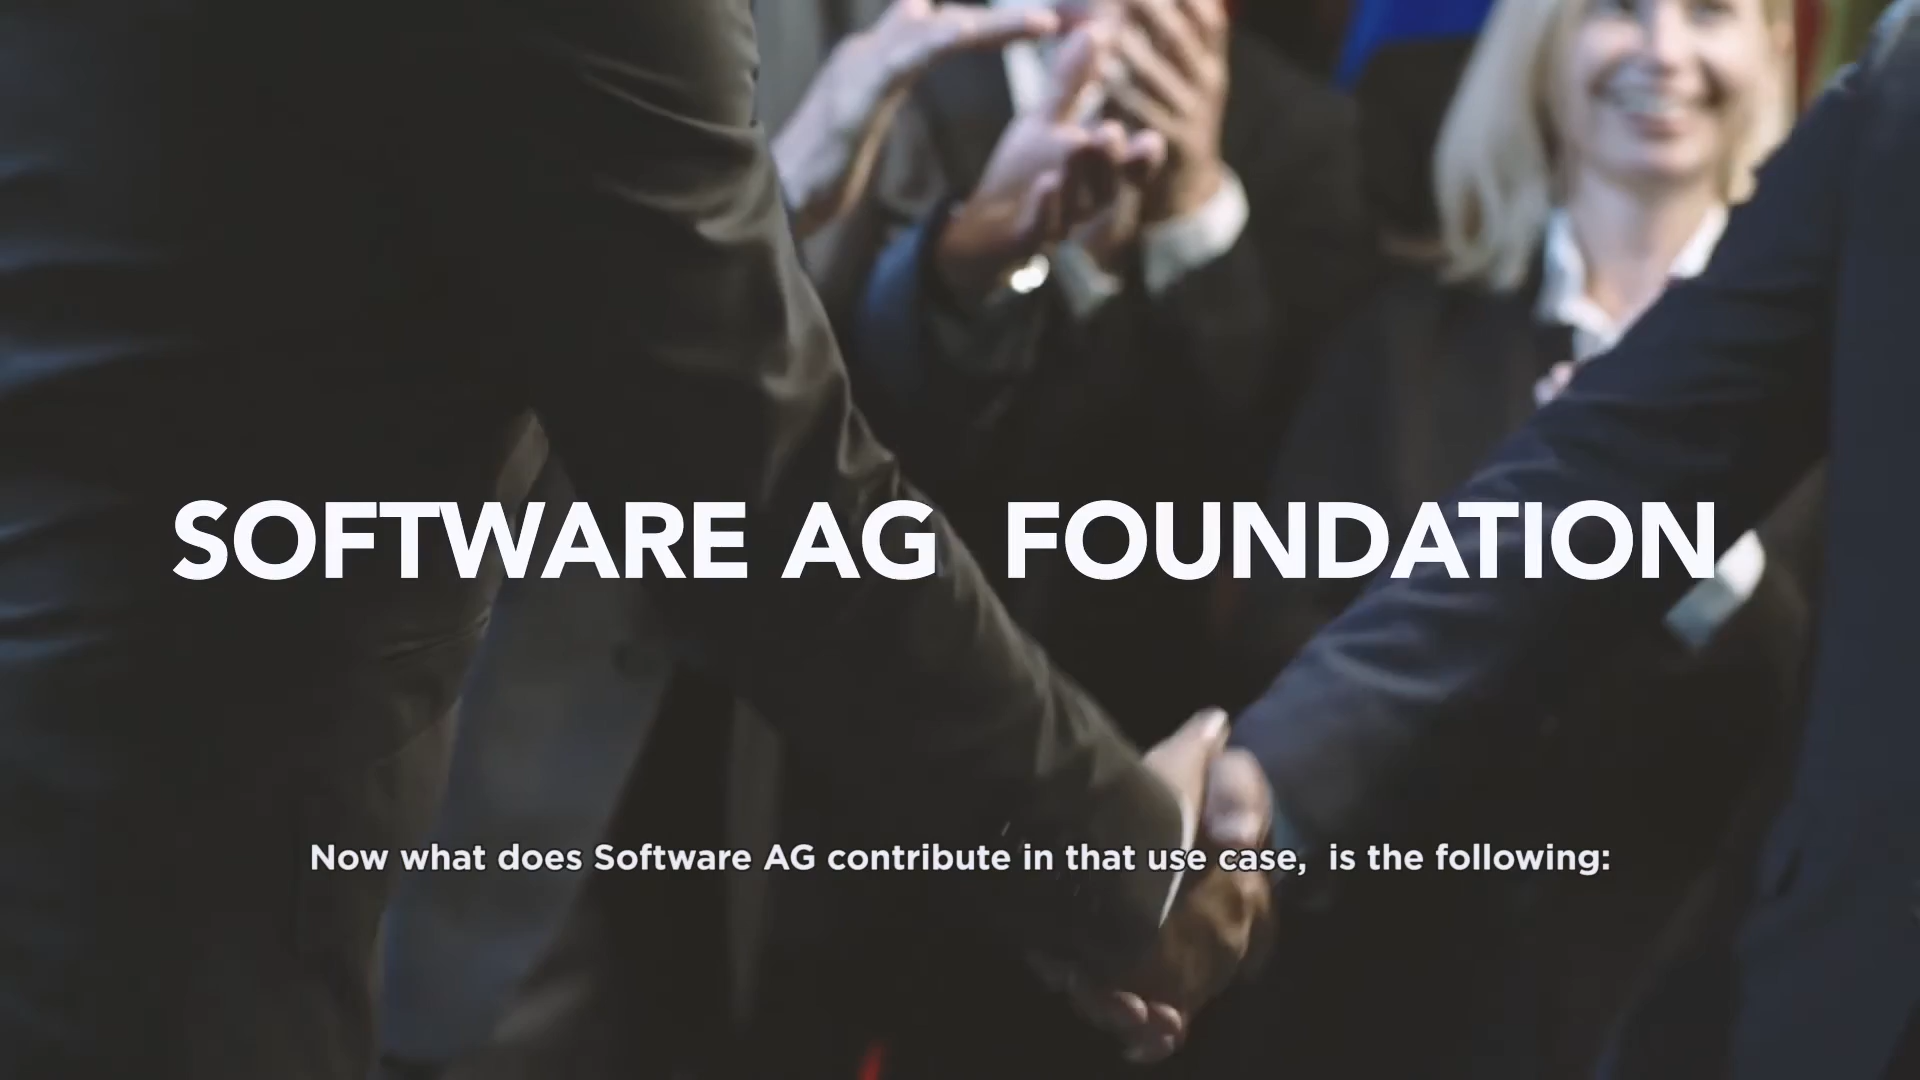 SOFTWARE AG FOUNDATION
Now what does Software AG contribute in that use case, is the following: